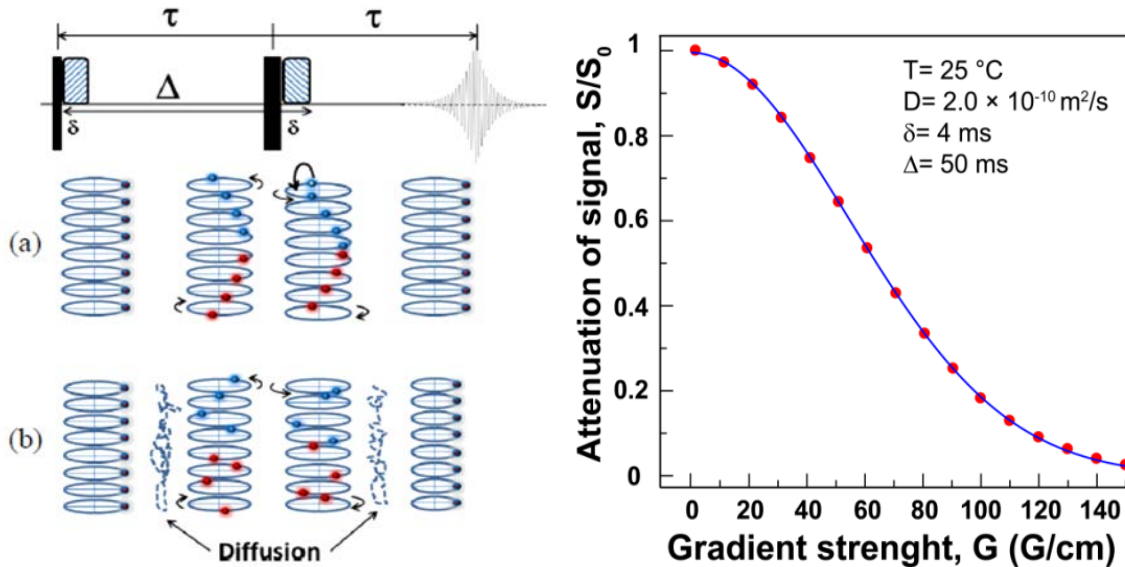 τ τ
Δ
δ δ
(a)
(b)
Diffusion
Attenuation of signal, S/S₀
1
0.8
0.6
0.4
0.2
0
T= 25 °C
D= 2.0 × 10⁻¹⁰ m²/s
δ= 4 ms
Δ= 50 ms
0 20 40 60 80 100 120 140
Gradient strenght, G (G/cm)